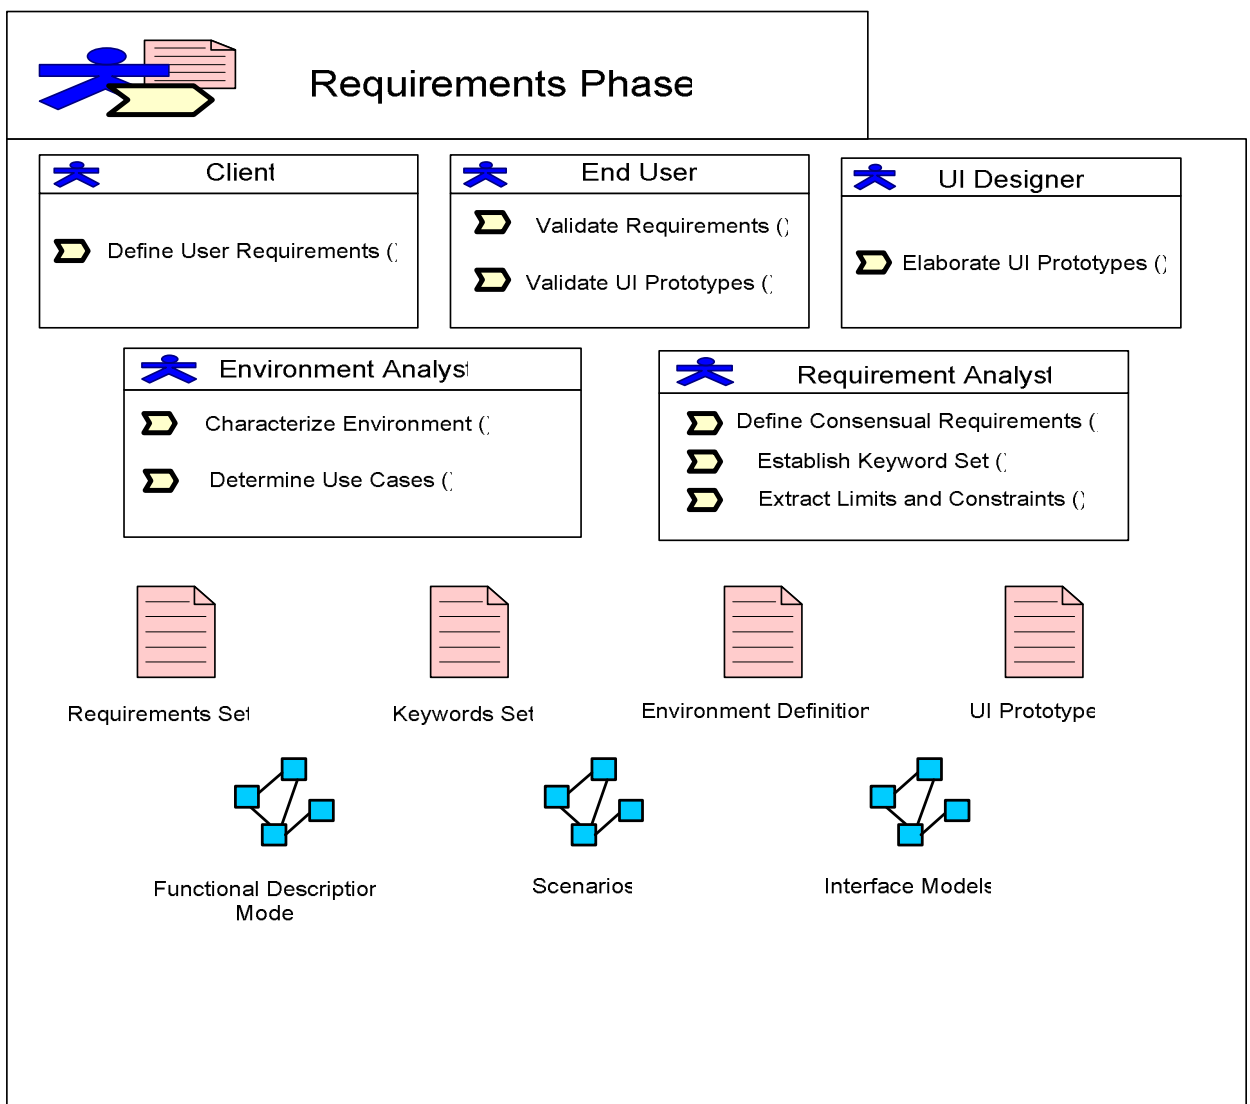 Requirements Phase
Client
End User
UI Designer
Define User Requirements ()
Validate Requirements ()
Validate UI Prototypes ()
Elaborate UI Prototypes ()
Environment Analyst
Requirement Analyst
Characterize Environment ()
Determine Use Cases ()
Define Consensual Requirements ()
Establish Keyword Set ()
Extract Limits and Constraints ()
Requirements Set
Keywords Set
Environment Definition
UI Prototype
Functional Description
Mode
Scenarios
Interface Models